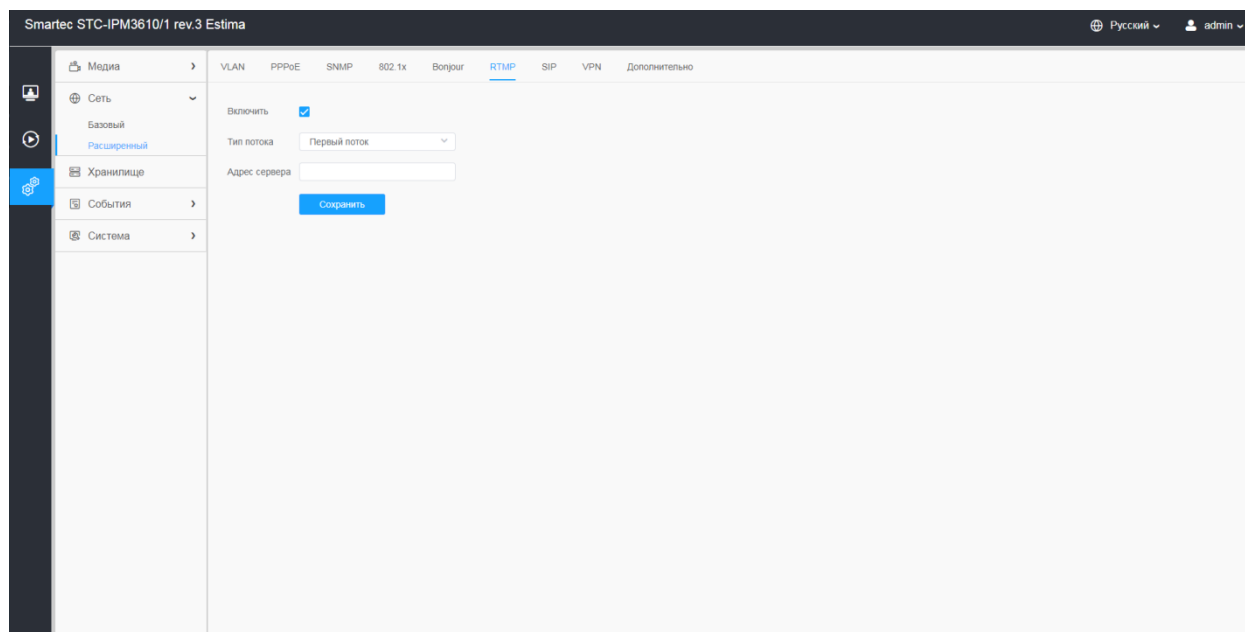 Smartec STC-IPM3610/1 rev.3 Estima
Русский
admin
Медиа
Сеть
Базовый
Расширенный
Хранилище
События
Система
VLAN PPPoE SNMP 802.1x Bonjour RTMP SIP VPN Дополнительно
Включить
Тип потока Первый поток
Адрес сервера
Сохранить